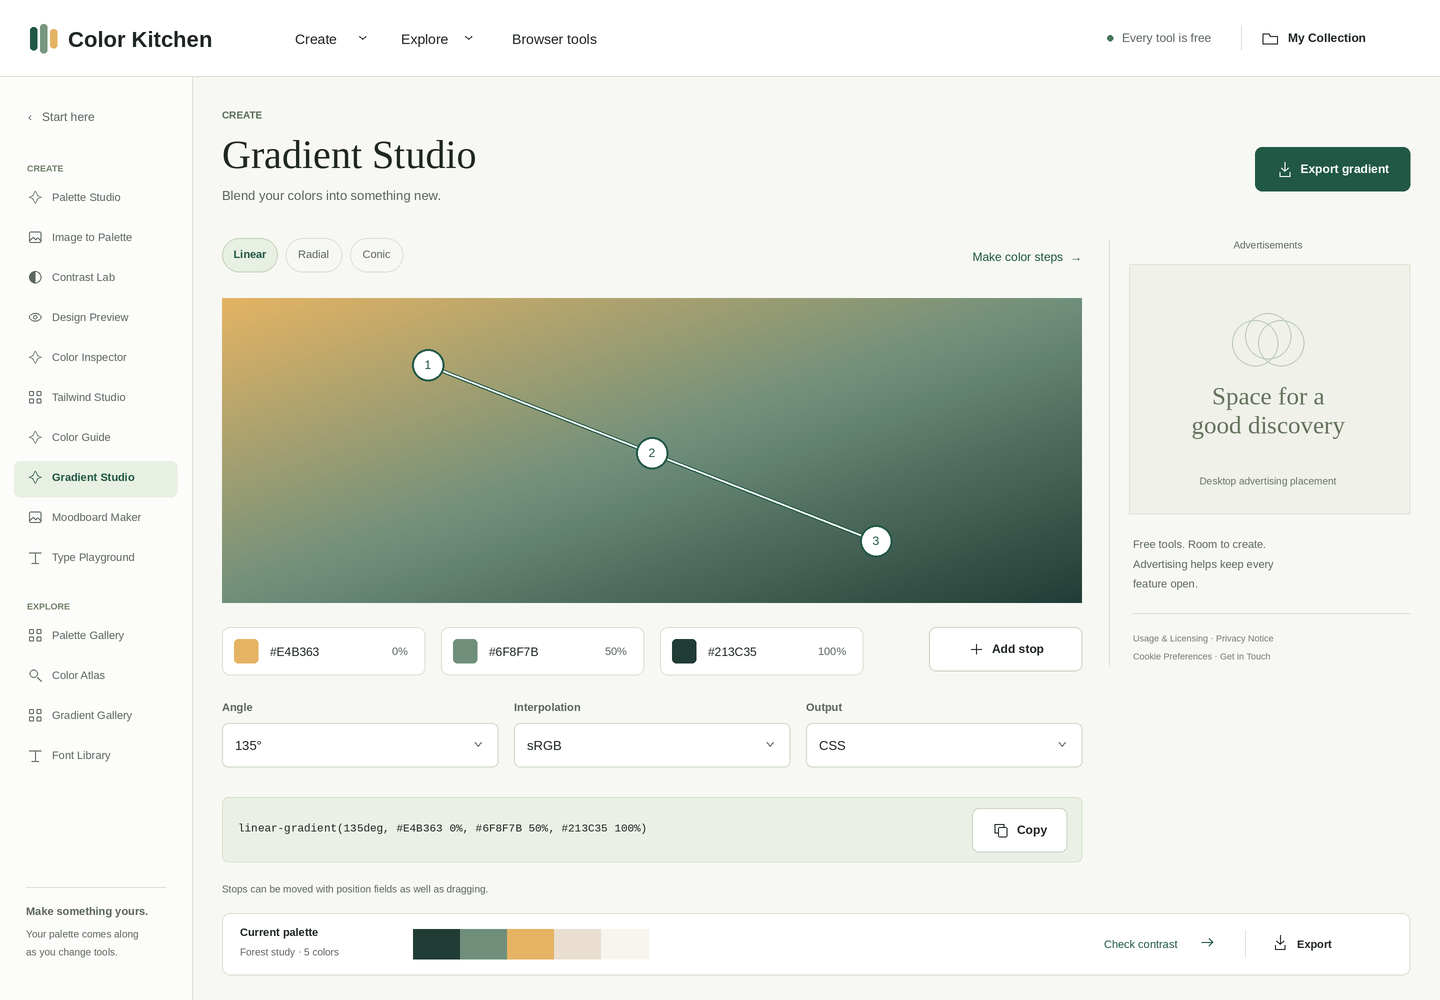 Color Kitchen
Create
Explore
Browser tools
Every tool is free
My Collection
‹ Start here
CREATE
Palette Studio
Image to Palette
Contrast Lab
Design Preview
Color Inspector
Tailwind Studio
Color Guide
Gradient Studio
Moodboard Maker
Type Playground
EXPLORE
Palette Gallery
Color Atlas
Gradient Gallery
Font Library
Make something yours.
Your palette comes along
as you change tools.
CREATE
Gradient Studio
Blend your colors into something new.
Export gradient
Linear
Radial
Conic
Make color steps →
1
2
3
#E4B363 0%
#6F8F7B 50%
#213C35 100%
Add stop
Angle
Interpolation
Output
135°
sRGB
CSS
linear-gradient(135deg, #E4B363 0%, #6F8F7B 50%, #213C35 100%)
Copy
Stops can be moved with position fields as well as dragging.
Advertisements
Space for a
good discovery
Desktop advertising placement
Free tools. Room to create.
Advertising helps keep every
feature open.
Usage & Licensing · Privacy Notice
Cookie Preferences · Get in Touch
Current palette
Forest study · 5 colors
Check contrast
Export